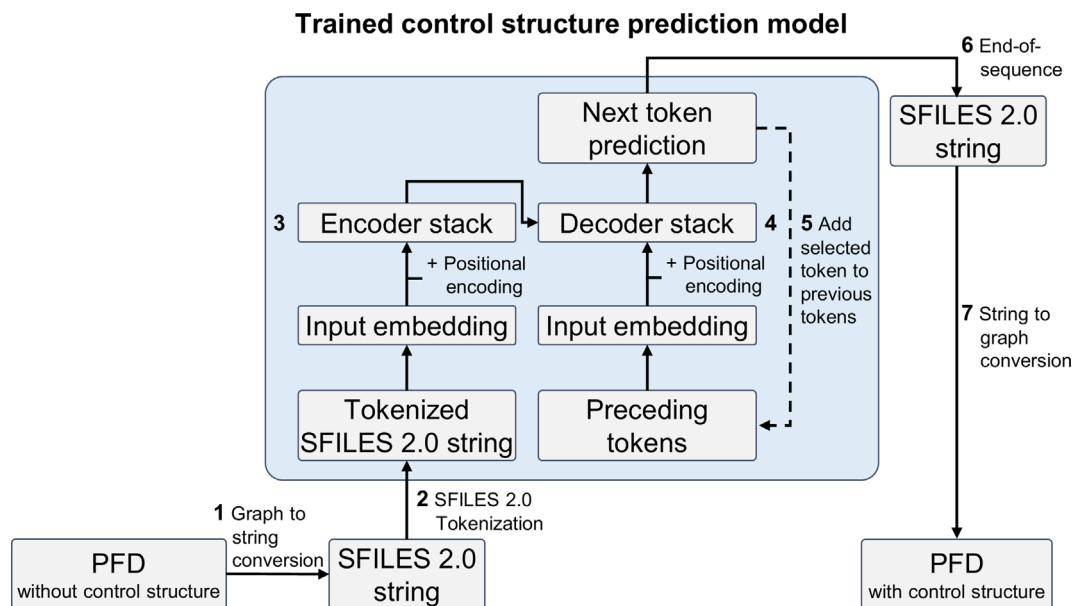 Trained control structure prediction model
6 End-of-
sequence
Next token
prediction
SFILES 2.0
string
3
Encoder stack
Decoder stack
4
5 Add
selected
token to
previous
tokens
+ Positional
encoding
+ Positional
encoding
Input embedding
Input embedding
7 String to
graph
conversion
Tokenized
SFILES 2.0 string
Preceding
tokens
1 Graph to
string
conversion
2 SFILES 2.0
Tokenization
PFD
without control structure
SFILES 2.0
string
PFD
with control structure